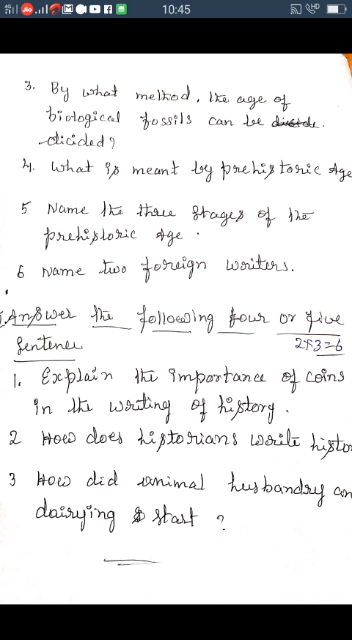 10:45
3. By what method, the age of
biological fossils can be
dicided?
4. What is meant by prehistoric Age
5 Name the three stages of the
prehistoric Age.
6 Name two foreign writers.
I. Answer the following four or five
Sentence 2×3=6
1. Explain the importance of coins
in the writing of history.
2 How does historians write histo
3 How did animal husbandry an
dairying start?